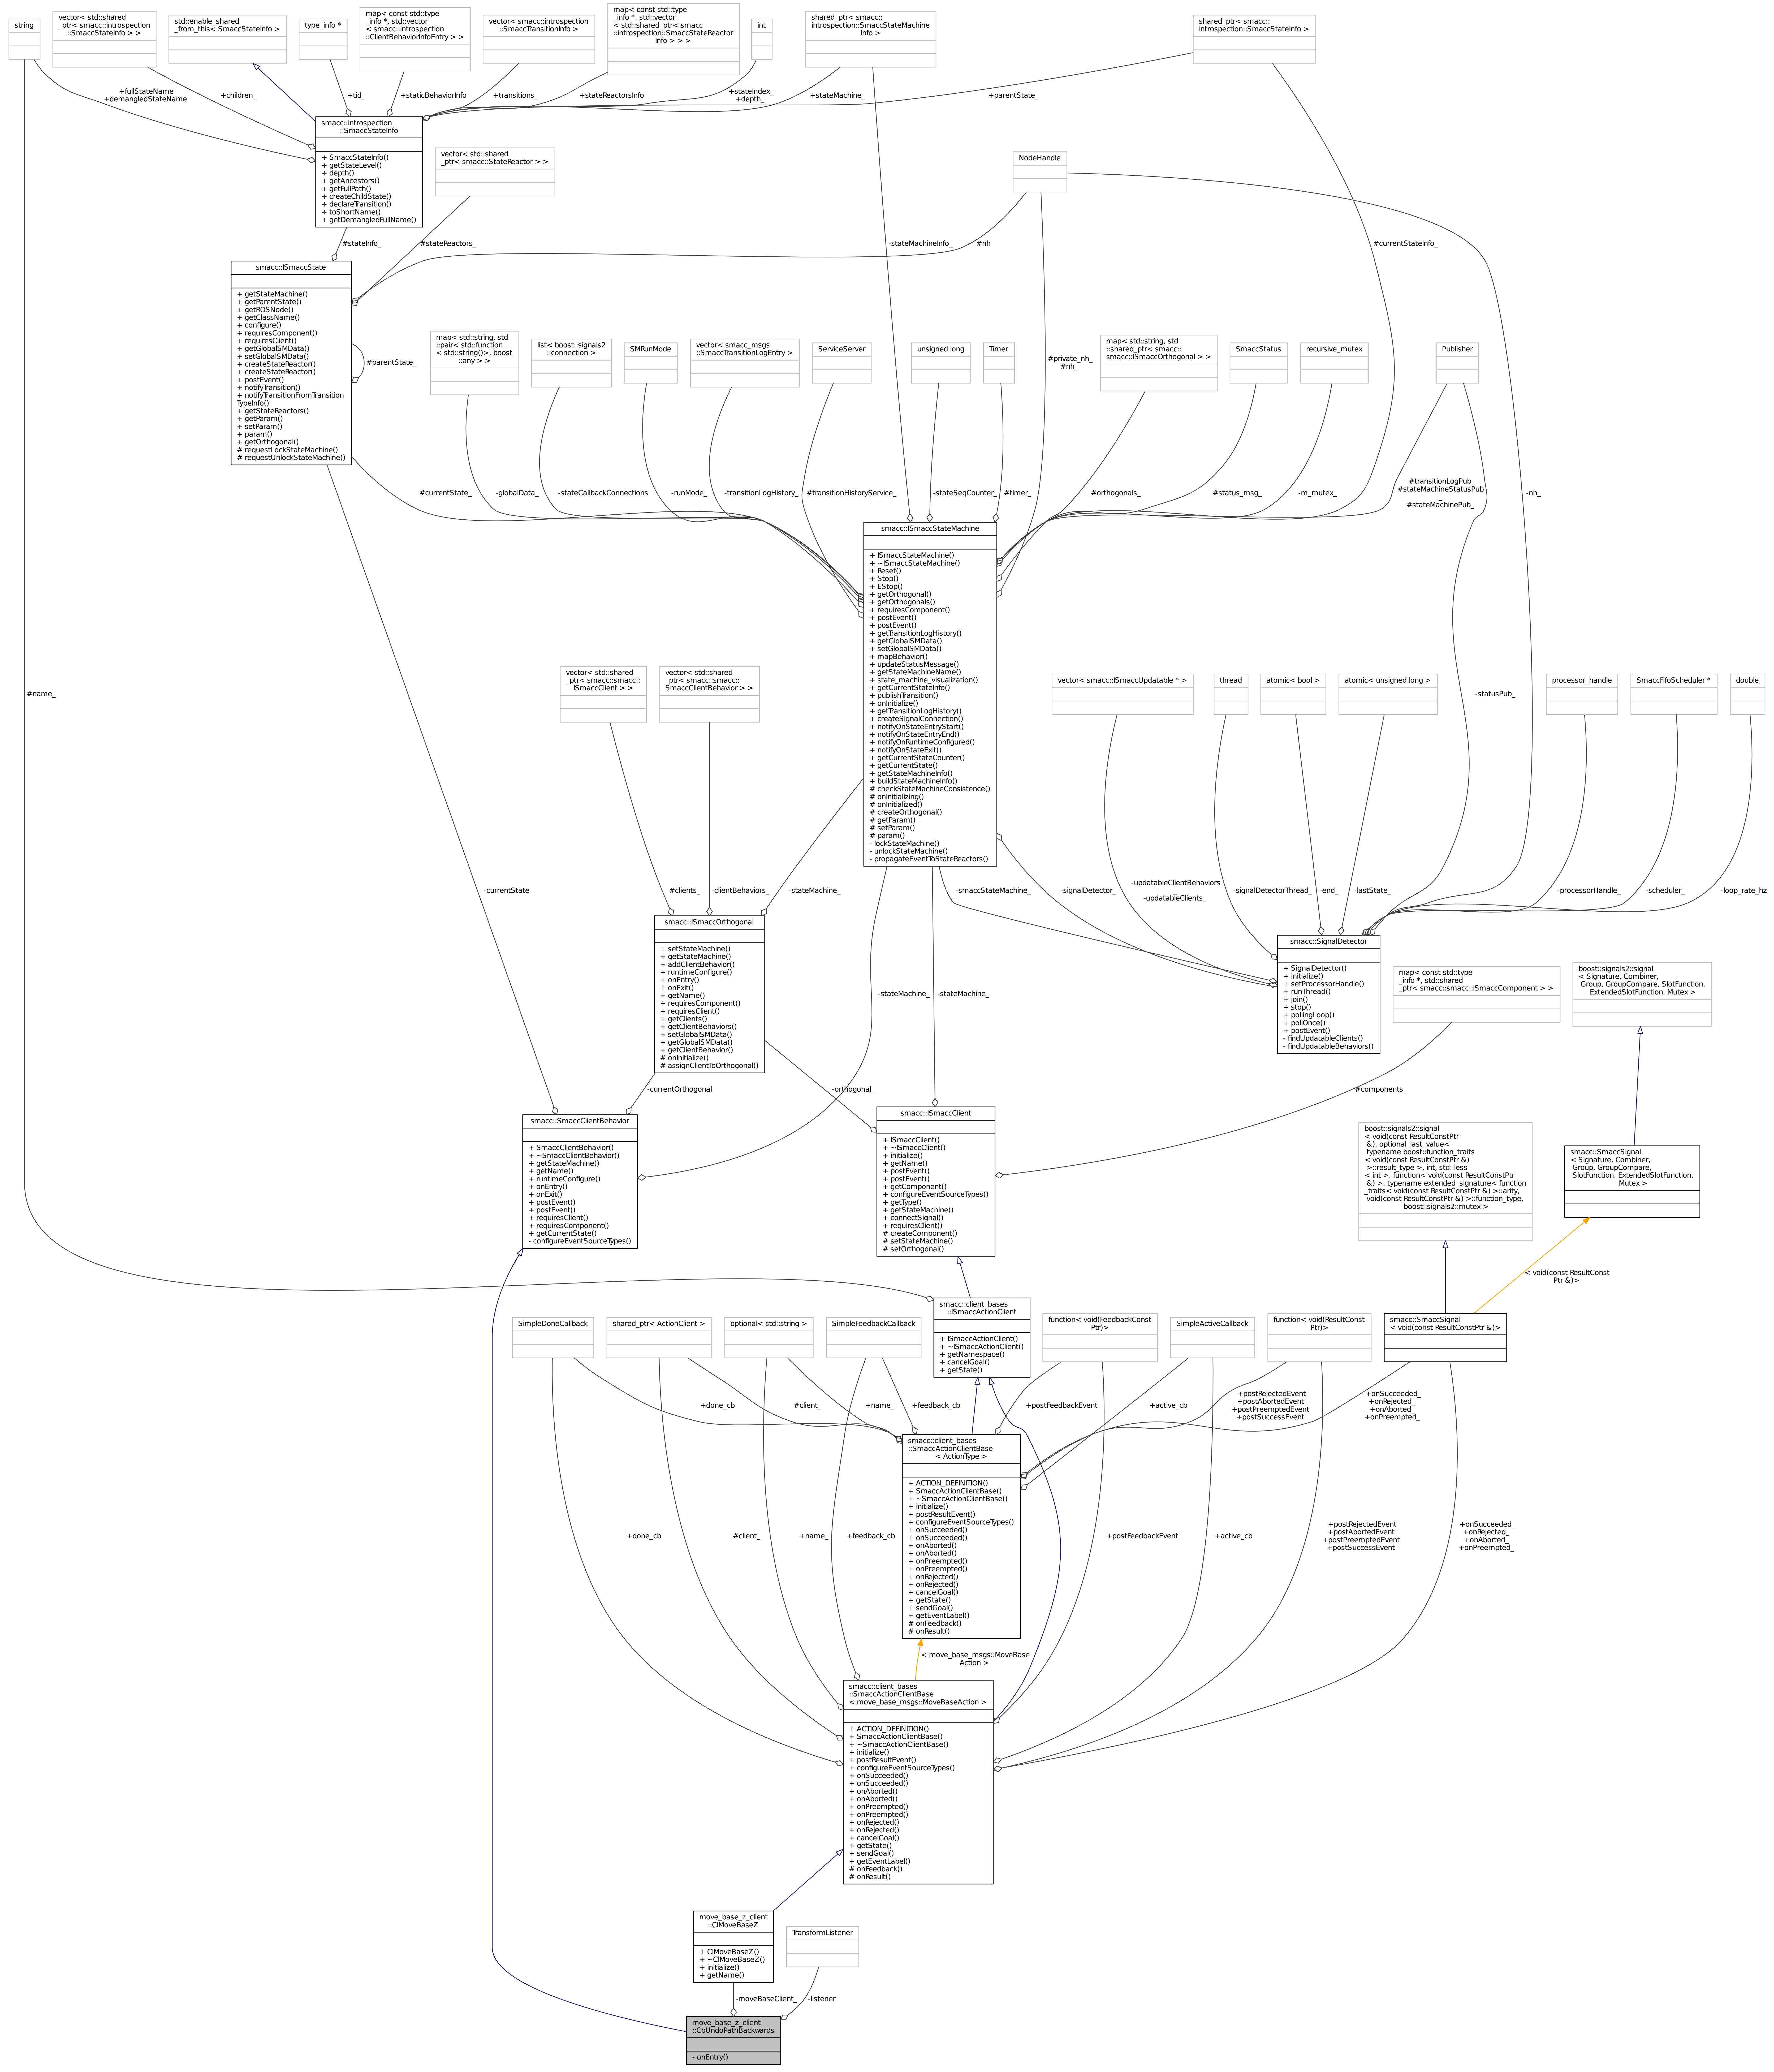 string
vector< std::shared
_ptr< smacc::introspection
::SmaccStateInfo > >
std::enable_shared
_from_this< SmaccStateInfo >
type_info *
map< const std::type
_info *, std::vector
< smacc::introspection
::ClientBehaviorInfoEntry > >
vector< smacc::introspection
::SmaccTransitionInfo >
map< const std::type
_info *, std::vector
< std::shared_ptr< smacc
::introspection::SmaccStateReactor
Info > > >
int
shared_ptr< smacc::
introspection::SmaccStateMachine
Info >
shared_ptr< smacc::
introspection::SmaccStateInfo >
+fullStateName
+demangledStateName
+children_
+tid_
+staticBehaviorInfo
+transitions_
+stateReactorsInfo
+stateIndex_
+depth_
+stateMachine_
+parentState_
smacc::introspection
::SmaccStateInfo
+ SmaccStateInfo()
+ getStateLevel()
+ depth()
+ getAncestors()
+ getFullPath()
+ createChildState()
+ declareTransition()
+ toShortName()
+ getDemangledFullName()
vector< std::shared
_ptr< smacc::StateReactor > >
NodeHandle
#stateInfo_
#stateReactors_
#nh
-stateMachineInfo_
#currentStateInfo_
smacc::ISmaccState
+ getStateMachine()
+ getParentState()
+ getROSNode()
+ getClassName()
+ configure()
+ requiresComponent()
+ requiresClient()
+ getGlobalSMData()
+ setGlobalSMData()
+ createStateReactor()
+ createStateReactor()
+ postEvent()
+ notifyTransition()
+ notifyTransitionFromTransition
TypeInfo()
+ getStateReactors()
+ getParam()
+ setParam()
+ param()
+ getOrthogonal()
# requestLockStateMachine()
# requestUnlockStateMachine()
#parentState_
map< std::string, std
::pair< std::function
< std::string()>, boost
::any > >
list< boost::signals2
::connection >
SMRunMode
vector< smacc_msgs
::SmaccTransitionLogEntry >
ServiceServer
unsigned long
Timer
#private_nh_
#nh_
map< std::string, std
::shared_ptr< smacc::
smacc::ISmaccOrthogonal > >
SmaccStatus
recursive_mutex
Publisher
#currentState_
-globalData_
-stateCallbackConnections
-runMode_
-transitionLogHistory_
#transitionHistoryService_
-stateSeqCounter_
#timer_
#orthogonals_
#status_msg_
-m_mutex_
#transitionLogPub_
#stateMachineStatusPub
_
#stateMachinePub_
-nh_
smacc::ISmaccStateMachine
+ ISmaccStateMachine()
+ ~ISmaccStateMachine()
+ Reset()
+ Stop()
+ EStop()
+ getOrthogonal()
+ getOrthogonals()
+ requiresComponent()
+ postEvent()
+ postEvent()
+ getTransitionLogHistory()
+ getGlobalSMData()
+ setGlobalSMData()
+ mapBehavior()
+ updateStatusMessage()
+ getStateMachineName()
+ state_machine_visualization()
+ getCurrentStateInfo()
+ publishTransition()
+ onInitialize()
+ getTransitionLogHistory()
+ createSignalConnection()
+ notifyOnStateEntryStart()
+ notifyOnStateEntryEnd()
+ notifyOnRuntimeConfigured()
+ notifyOnStateExit()
+ getCurrentStateCounter()
+ getCurrentState()
+ getStateMachineInfo()
+ buildStateMachineInfo()
# checkStateMachineConsistence()
# onInitializing()
# onInitialized()
# createOrthogonal()
# getParam()
# setParam()
# param()
- lockStateMachine()
- unlockStateMachine()
- propagateEventToStateReactors()
#name_
vector< std::shared
_ptr< smacc::smacc::
ISmaccClient > >
vector< std::shared
_ptr< smacc::smacc::
SmaccClientBehavior > >
vector< smacc::ISmaccUpdatable * >
thread
atomic< bool >
atomic< unsigned long >
-statusPub_
processor_handle
SmaccFifoScheduler *
double
-currentState
#clients_
-clientBehaviors_
-stateMachine_
-smaccStateMachine_
-signalDetector_
-updatableClientBehaviors
_
-updatableClients_
-signalDetectorThread_
-end_
-lastState_
-processorHandle_
-scheduler_
-loop_rate_hz
smacc::ISmaccOrthogonal
+ setStateMachine()
+ getStateMachine()
+ addClientBehavior()
+ runtimeConfigure()
+ onEntry()
+ onExit()
+ getName()
+ requiresComponent()
+ requiresClient()
+ getClients()
+ getClientBehaviors()
+ setGlobalSMData()
+ getGlobalSMData()
+ getClientBehavior()
# onInitialize()
# assignClientToOrthogonal()
-stateMachine_
-stateMachine_
smacc::SignalDetector
+ SignalDetector()
+ initialize()
+ setProcessorHandle()
+ runThread()
+ join()
+ stop()
+ pollingLoop()
+ pollOnce()
+ postEvent()
- findUpdatableClients()
- findUpdatableBehaviors()
map< const std::type
_info *, std::shared
_ptr< smacc::smacc::ISmaccComponent > >
boost::signals2::signal
< Signature, Combiner,
Group, GroupCompare, SlotFunction,
ExtendedSlotFunction, Mutex >
-currentOrthogonal
-orthogonal_
#components_
smacc::SmaccClientBehavior
+ SmaccClientBehavior()
+ ~SmaccClientBehavior()
+ getStateMachine()
+ getName()
+ runtimeConfigure()
+ onEntry()
+ onExit()
+ postEvent()
+ postEvent()
+ requiresClient()
+ requiresComponent()
+ getCurrentState()
- configureEventSourceTypes()
smacc::ISmaccClient
+ ISmaccClient()
+ ~ISmaccClient()
+ initialize()
+ getName()
+ postEvent()
+ postEvent()
+ getComponent()
+ configureEventSourceTypes()
+ getType()
+ getStateMachine()
+ connectSignal()
+ requiresClient()
# createComponent()
# setStateMachine()
# setOrthogonal()
boost::signals2::signal
< void(const ResultConstPtr
&), optional_last_value<
typename boost::function_traits
< void(const ResultConstPtr &)
>::result_type >, int, std::less
< int >, function< void(const ResultConstPtr
&) >, typename extended_signature< function
_traits< void(const ResultConstPtr &) >::arity,
void(const ResultConstPtr &) >::function_type,
boost::signals2::mutex >
smacc::SmaccSignal
< Signature, Combiner,
Group, GroupCompare,
SlotFunction, ExtendedSlotFunction,
Mutex >
< void(const ResultConst
Ptr &)>
smacc::client_bases
::ISmaccActionClient
+ ISmaccActionClient()
+ ~ISmaccActionClient()
+ getNamespace()
+ cancelGoal()
+ getState()
SimpleDoneCallback
shared_ptr< ActionClient >
optional< std::string >
SimpleFeedbackCallback
function< void(FeedbackConst
Ptr)>
SimpleActiveCallback
function< void(ResultConst
Ptr)>
smacc::SmaccSignal
< void(const ResultConstPtr &)>
+done_cb
#client_
+name_
+feedback_cb
+postFeedbackEvent
+active_cb
+postRejectedEvent
+postAbortedEvent
+postPreemptedEvent
+postSuccessEvent
+onSucceeded_
+onRejected_
+onAborted_
+onPreempted_
smacc::client_bases
::SmaccActionClientBase
< ActionType >
+ ACTION_DEFINITION()
+ SmaccActionClientBase()
+ ~SmaccActionClientBase()
+ initialize()
+ postResultEvent()
+ configureEventSourceTypes()
+ onSucceeded()
+ onSucceeded()
+ onAborted()
+ onAborted()
+ onPreempted()
+ onPreempted()
+ onRejected()
+ onRejected()
+ cancelGoal()
+ getState()
+ sendGoal()
+ getEventLabel()
# onFeedback()
# onResult()
+done_cb
#client_
+name_
+feedback_cb
+postFeedbackEvent
+active_cb
+postRejectedEvent
+postAbortedEvent
+postPreemptedEvent
+postSuccessEvent
+onSucceeded_
+onRejected_
+onAborted_
+onPreempted_
< move_base_msgs::MoveBase
Action >
smacc::client_bases
::SmaccActionClientBase
< move_base_msgs::MoveBaseAction >
+ ACTION_DEFINITION()
+ SmaccActionClientBase()
+ ~SmaccActionClientBase()
+ initialize()
+ postResultEvent()
+ configureEventSourceTypes()
+ onSucceeded()
+ onSucceeded()
+ onAborted()
+ onAborted()
+ onPreempted()
+ onPreempted()
+ onRejected()
+ onRejected()
+ cancelGoal()
+ getState()
+ sendGoal()
+ getEventLabel()
# onFeedback()
# onResult()
move_base_z_client
::ClMoveBaseZ
+ ClMoveBaseZ()
+ ~ClMoveBaseZ()
+ initialize()
+ getName()
TransformListener
-moveBaseClient_
-listener
move_base_z_client
::CbUndoPathBackwards
- onEntry()